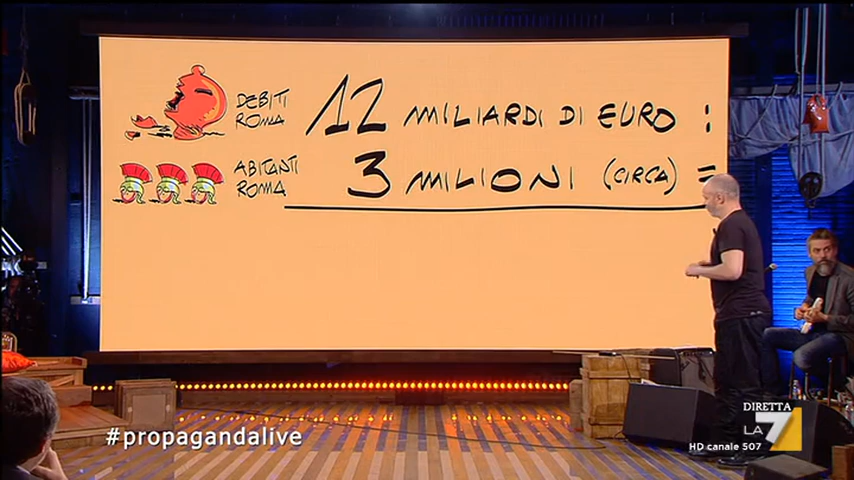 DEBITI
ROMA
12 MILIARDI DI EURO :
ABITANTI
ROMA
3 MILIONI (CIRCA) =
#propagandalive
DIRETTA
LA 7
HD canale 507